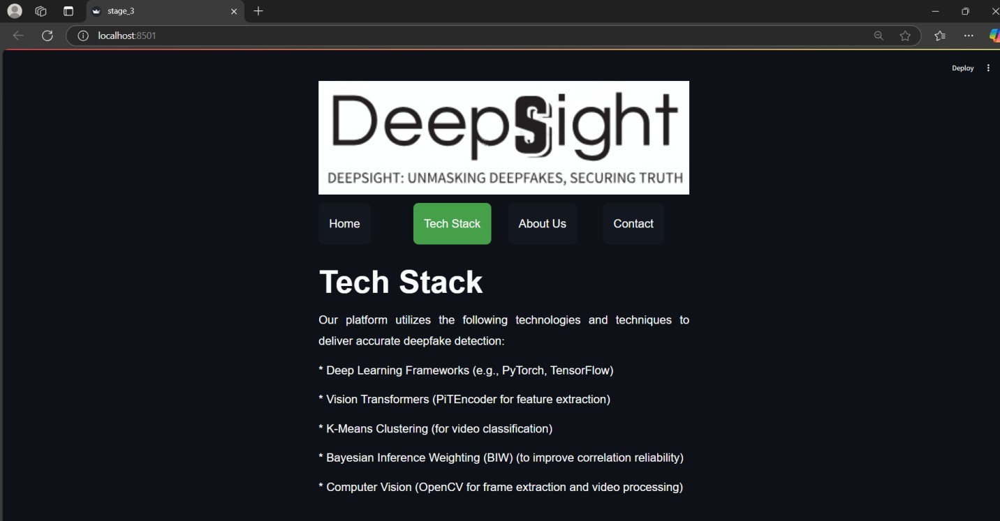 stage_3
localhost:8501
Deploy
DeepSight
DEEPSIGHT: UNMASKING DEEPFAKES, SECURING TRUTH
Home
Tech Stack
About Us
Contact
Tech Stack
Our platform utilizes the following technologies and techniques to
deliver accurate deepfake detection:
* Deep Learning Frameworks (e.g., PyTorch, TensorFlow)
* Vision Transformers (PiTEncoder for feature extraction)
* K-Means Clustering (for video classification)
* Bayesian Inference Weighting (BIW) (to improve correlation reliability)
* Computer Vision (OpenCV for frame extraction and video processing)